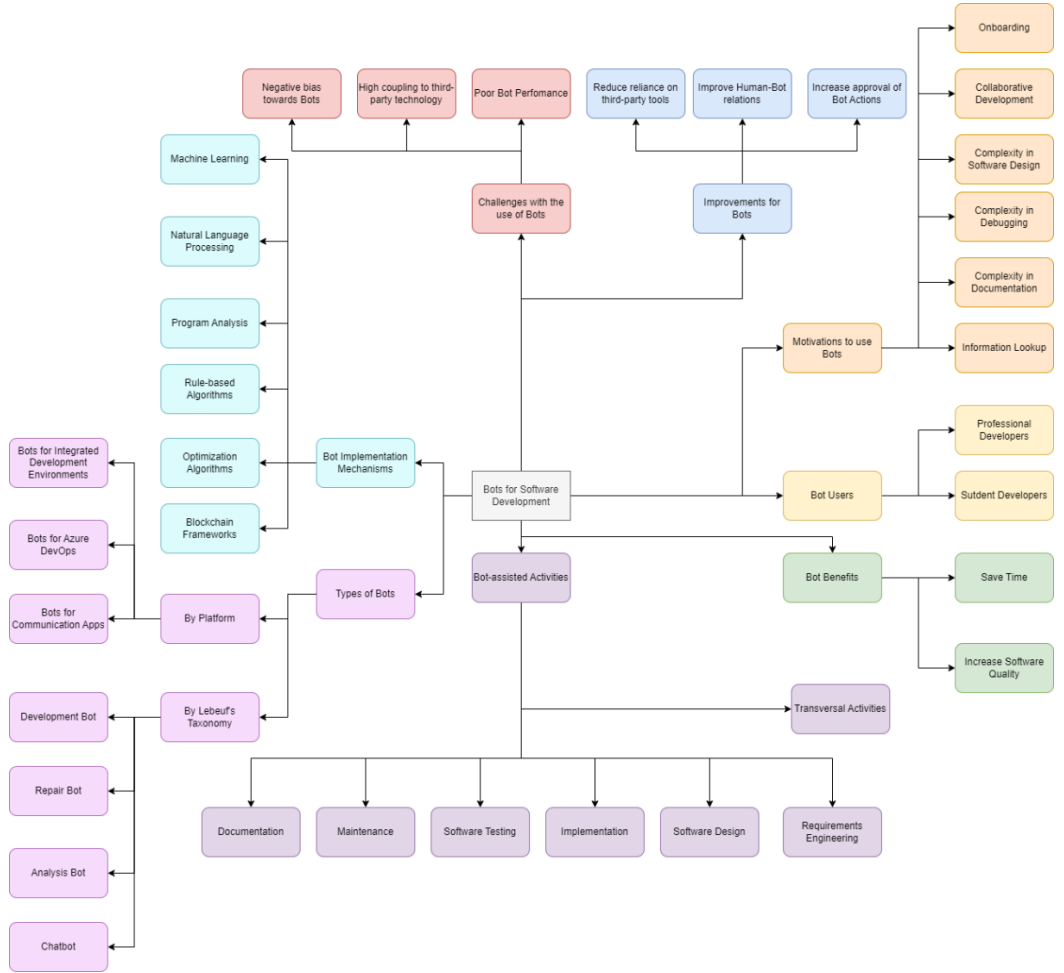 Onboarding
Negative bias
towards Bots
High coupling to third-
party technology
Poor Bot Perfomance
Reduce reliance on
third-party tools
Improve Human-Bot
relations
Increase approval of
Bot Actions
Collaborative
Development
Machine Learning
Complexity in
Software Design
Challenges with the
use of Bots
Improvements for
Bots
Complexity in
Debugging
Natural Language
Processing
Complexity in
Documentation
Program Analysis
Motivations to use
Bots
Information Lookup
Rule-based
Algorithms
Professional
Developers
Bots for Integrated
Development
Environments
Optimization
Algorithms
Bot Implementation
Mechanisms
Bots for Software
Development
Bot Users
Sutdent Developers
Blockchain
Frameworks
Bots for Azure
DevOps
Bot-assisted Activities
Bot Benefits
Save Time
Types of Bots
Bots for
Communication Apps
By Platform
Increase Software
Quality
Development Bot
By Lebeuf's
Taxonomy
Transversal Activities
Repair Bot
Documentation
Maintenance
Software Testing
Implementation
Software Design
Requirements
Engineering
Analysis Bot
Chatbot